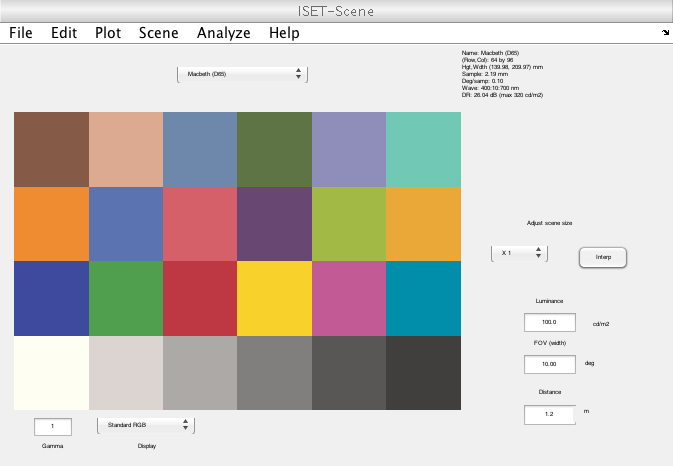 ISET-Scene
File Edit Plot Scene Analyze Help
Macbeth (D65)
Name: Macbeth (D65)
(Row,Col): 64 by 96
Hgt,Wdth (139.98, 209.97) mm
Sample: 2.19 mm
Deg/samp: 0.10
Wave: 400:10:700 nm
DR: 26.04 dB (max 320 cd/m2)
Adjust scene size
X 1
Interp
Luminance
100.0 cd/m2
FOV (width)
10.00 deg
Distance
1.2 m
1 Standard RGB
Gamma Display